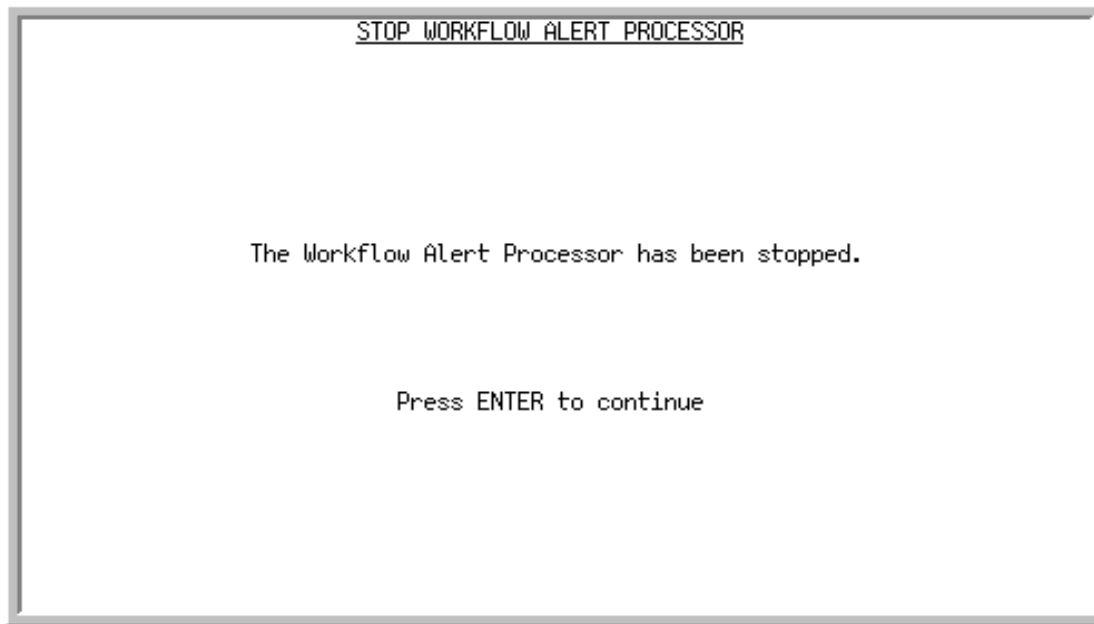 STOP WORKFLOW ALERT PROCESSOR
The Workflow Alert Processor has been stopped.
Press ENTER to continue